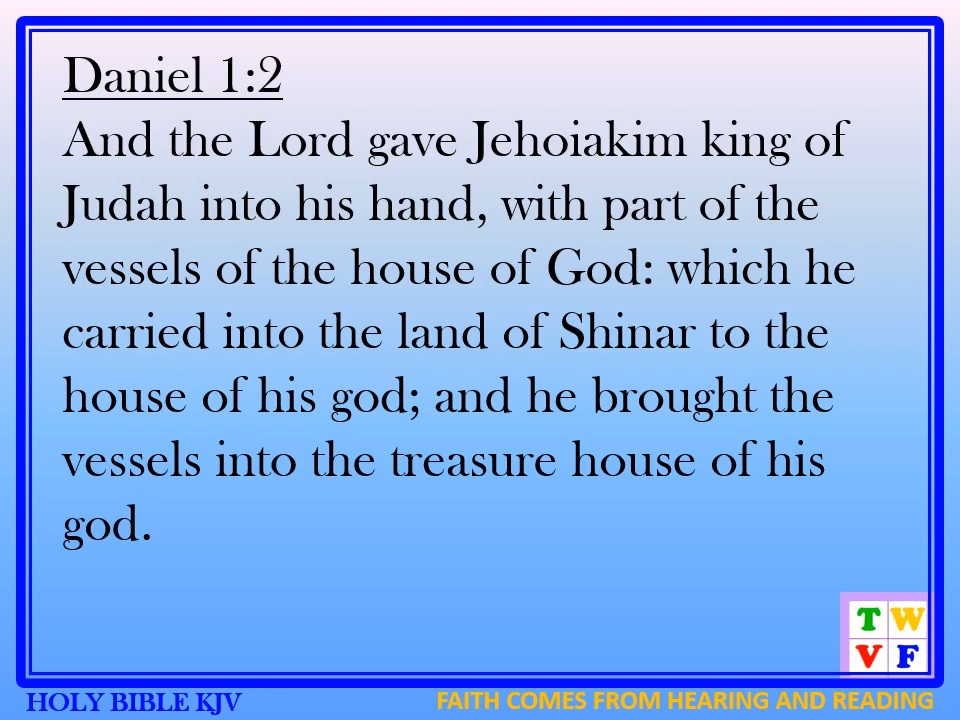 Daniel 1:2
And the Lord gave Jehoiakim king of
Judah into his hand, with part of the
vessels of the house of God: which he
carried into the land of Shinar to the
house of his god; and he brought the
vessels into the treasure house of his
god.
T W
V F
HOLY BIBLE KJV
FAITH COMES FROM HEARING AND READING